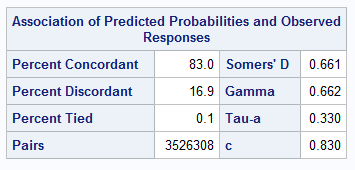 Association of Predicted Probabilities and Observed
Responses
Percent Concordant 83.0 Somers' D 0.661
Percent Discordant 16.9 Gamma 0.662
Percent Tied 0.1 Tau-a 0.330
Pairs 3526308 c 0.830